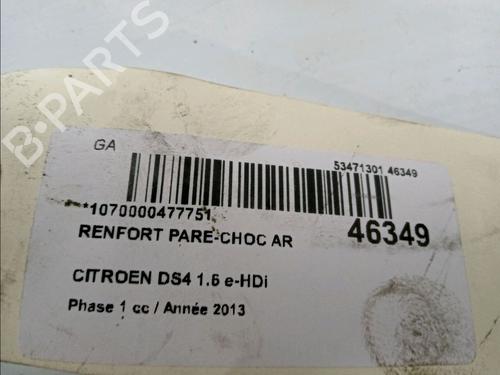 B-PARTS
GA
53471301 46349
*1070000477751
RENFORT PARE-CHOC AR
46349
CITROEN DS4 1.6 e-HDi
Phase 1 cc / Année 2013